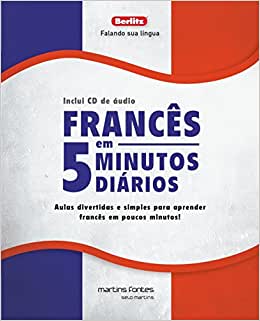 Berlitz
Falando sua língua
Inclui CD de áudio
FRANCÊS
em
5 MINUTOS
DIÁRIOS
Aulas divertidas e simples para aprender
francês em poucos minutos!
martins fontes
selo martins